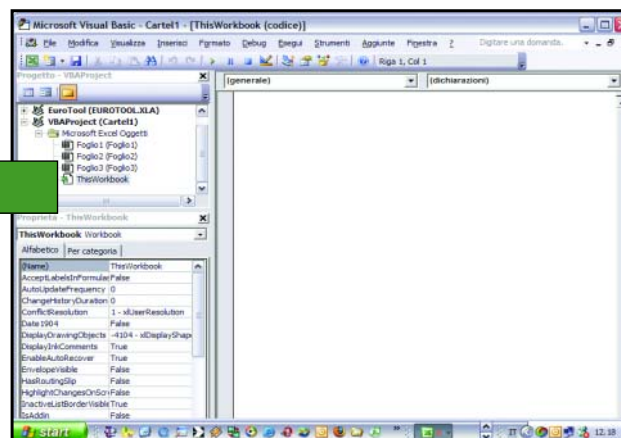 Microsoft Visual Basic - Cartel1 - [ThisWorkbook (codice)]
File Modifica Visualizza Inserisci Formato Debug Esegui Strumenti Aggiunte Finestra ? Digitare una domanda.
Riga 1, Col 1
Progetto - VBAProject
(generale) (dichiarazioni)
EuroTool (EUROTOOL.XLA)
VBAProject (Cartel1)
Microsoft Excel Oggetti
Foglio1 (Foglio1)
Foglio2 (Foglio2)
Foglio3 (Foglio3)
ThisWorkbook
Proprietà - ThisWorkbook
ThisWorkbook Workbook
Alfabetico Per categoria
(Name) ThisWorkbook
AcceptLabelsInFormulas False
AutoUpdateFrequency 0
ChangeHistoryDuration 0
ConflictResolution 1 - xlUserResolution
Date1904 False
DisplayDrawingObjects -4104 - xlDisplayShap
DisplayInkComments True
EnableAutoRecover True
EnvelopeVisible False
HasRoutingSlip False
HighlightChangesOnScr False
InactiveListBorderVisible True
IsAddin False
start IT 12.18